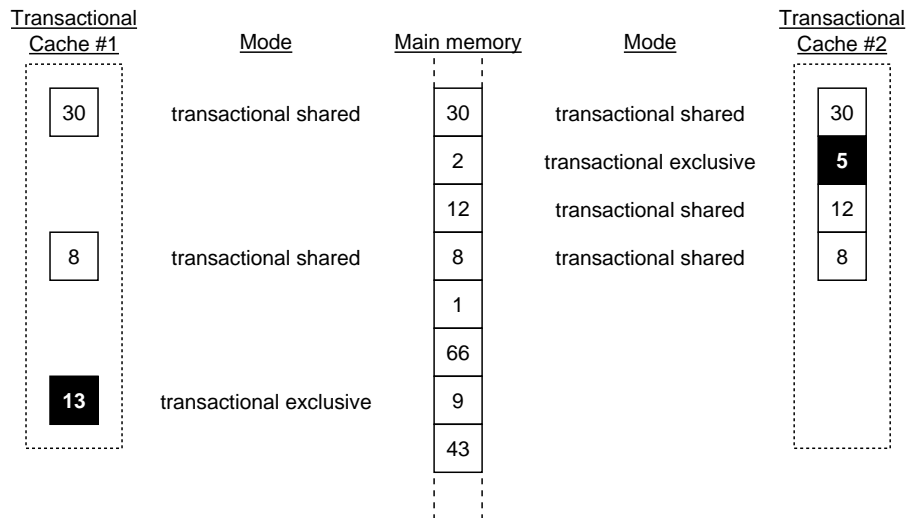 Transactional Cache #1 Mode Main memory Mode Transactional Cache #2
30 transactional shared 30 transactional shared 30
2 transactional exclusive 5
12 transactional shared 12
8 transactional shared 8 transactional shared 8
1
66
13 transactional exclusive 9
43